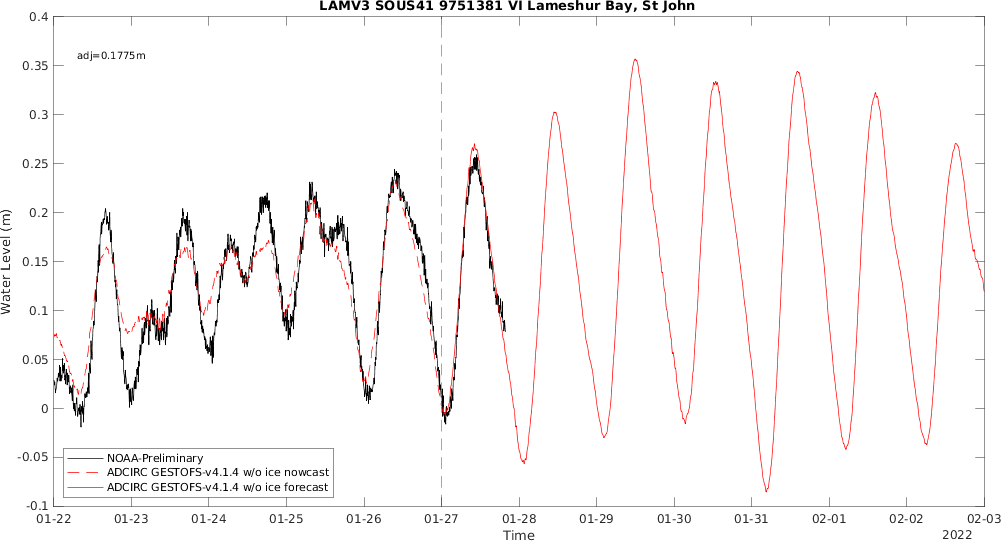 LAMV3 SOUS41 9751381 VI Lameshur Bay, St John
adj=0.1775m
0.4
0.35
0.3
0.25
0.2
0.15
0.1
0.05
0
-0.05
-0.1
Water Level (m)
NOAA-Preliminary
ADCIRC GESTOFS-v4.1.4 w/o ice nowcast
ADCIRC GESTOFS-v4.1.4 w/o ice forecast
01-22 01-23 01-24 01-25 01-26 01-27 01-28 01-29 01-30 01-31 02-01 02-02 02-03
Time
2022